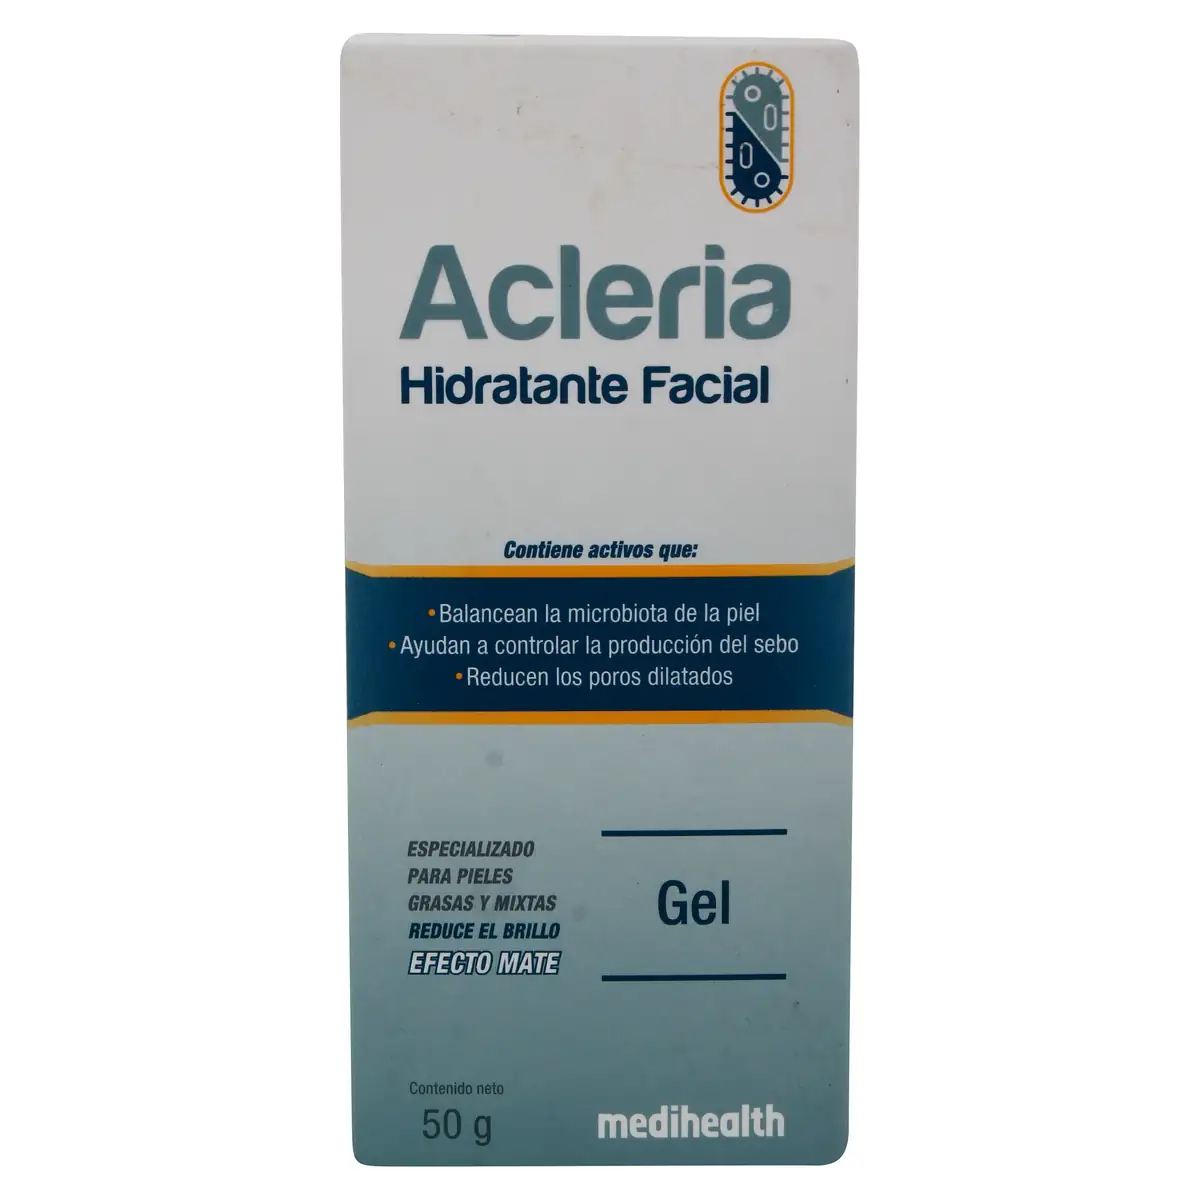 Acleria
Hidratante Facial
Contiene activos que:
•Balancean la microbiota de la piel
•Ayudan a controlar la producción del sebo
•Reducen los poros dilatados
ESPECIALIZADO
PARA PIELES
GRASAS Y MIXTAS
REDUCE EL BRILLO
EFECTO MATE
Gel
Contenido neto
50 g
medihealth